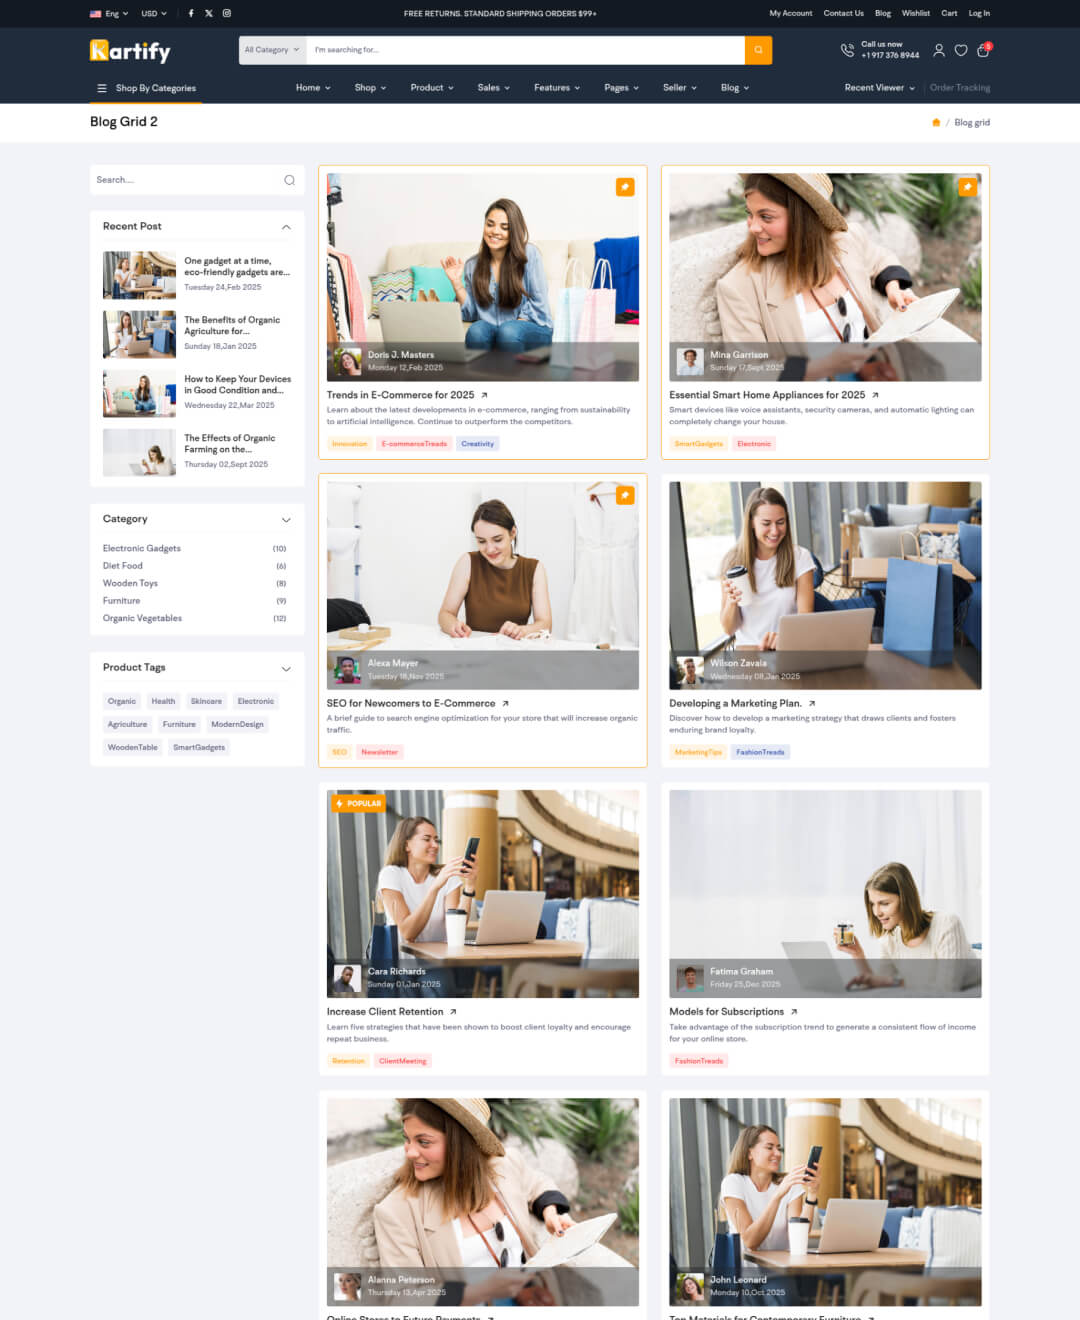 Eng
USD
FREE RETURNS. STANDARD SHIPPING ORDERS $99+
My Account
Contact Us
Blog
Wishlist
Cart
Log In
Kartify
All Category
I'm searching for...
Call us now
+1 917 376 8944
5
Shop By Categories
Home
Shop
Product
Sales
Features
Pages
Seller
Blog
Recent Viewer
Order Tracking
Blog Grid 2
/ Blog grid
Search....
Recent Post
One gadget at a time,
eco-friendly gadgets are...
Tuesday 24,Feb 2025
The Benefits of Organic
Agriculture for...
Sunday 18,Jan 2025
How to Keep Your Devices
in Good Condition and...
Wednesday 22,Mar 2025
The Effects of Organic
Farming on the...
Thursday 02,Sept 2025
Category
Electronic Gadgets (10)
Diet Food (6)
Wooden Toys (8)
Furniture (9)
Organic Vegetables (12)
Product Tags
Organic Health Skincare Electronic
Agriculture Furniture ModernDesign
WoodenTable SmartGadgets
Doris J. Masters
Monday 12,Feb 2025
Trends in E-Commerce for 2025
Learn about the latest developments in e-commerce, ranging from sustainability
to artificial intelligence. Continue to outperform the competitors.
Innovation E-commerceTreads Creativity
Mina Garrison
Sunday 17,Sept 2025
Essential Smart Home Appliances for 2025
Smart devices like voice assistants, security cameras, and automatic lighting can
completely change your house.
SmartGadgets Electronic
Alexa Mayer
Tuesday 18,Nov 2025
SEO for Newcomers to E-Commerce
A brief guide to search engine optimization for your store that will increase organic
traffic.
SEO Newsletter
Wilson Zavala
Wednesday 08,Jan 2025
Developing a Marketing Plan.
Discover how to develop a marketing strategy that draws clients and fosters
enduring brand loyalty.
MarketingTips FashionTreads
POPULAR
Cara Richards
Sunday 01,Jan 2025
Increase Client Retention
Learn five strategies that have been shown to boost client loyalty and encourage
repeat business.
Retention ClientMeeting
Fatima Graham
Friday 25,Dec 2025
Models for Subscriptions
Take advantage of the subscription trend to generate a consistent flow of income
for your online store.
FashionTreads
Alanna Peterson
Thursday 13,Apr 2025
Online Stores to Future Payments
John Leonard
Monday 10,Oct 2025
Top Materials for Contemporary Furniture